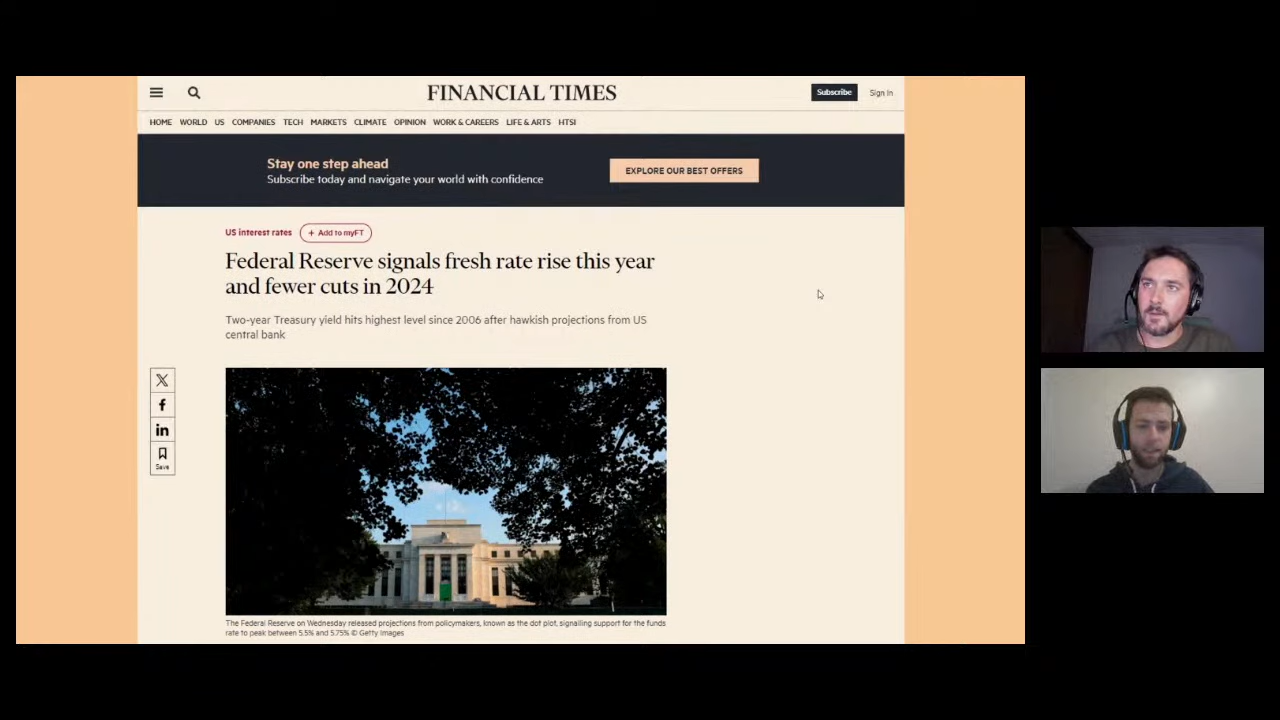 FINANCIAL TIMES
Subscribe
Sign In
HOME WORLD US COMPANIES TECH MARKETS CLIMATE OPINION WORK & CAREERS LIFE & ARTS HTSI
Stay one step ahead
Subscribe today and navigate your world with confidence
EXPLORE OUR BEST OFFERS
US interest rates
+ Add to myFT
Federal Reserve signals fresh rate rise this year
and fewer cuts in 2024
Two-year Treasury yield hits highest level since 2006 after hawkish projections from US
central bank
Save
The Federal Reserve on Wednesday released projections from policymakers, known as the dot plot, signalling support for the funds
rate to peak between 5.5% and 5.75% © Getty Images